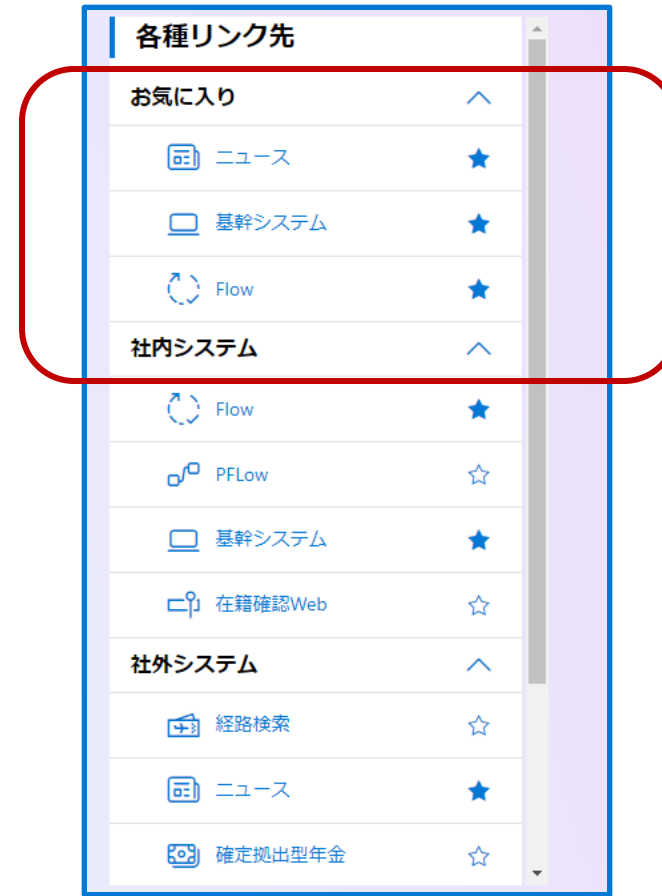 各種リンク先
お気に入り
ニュース
基幹システム
Flow
社内システム
Flow
PFLow
基幹システム
在籍確認Web
社外システム
経路検索
ニュース
確定拠出型年金